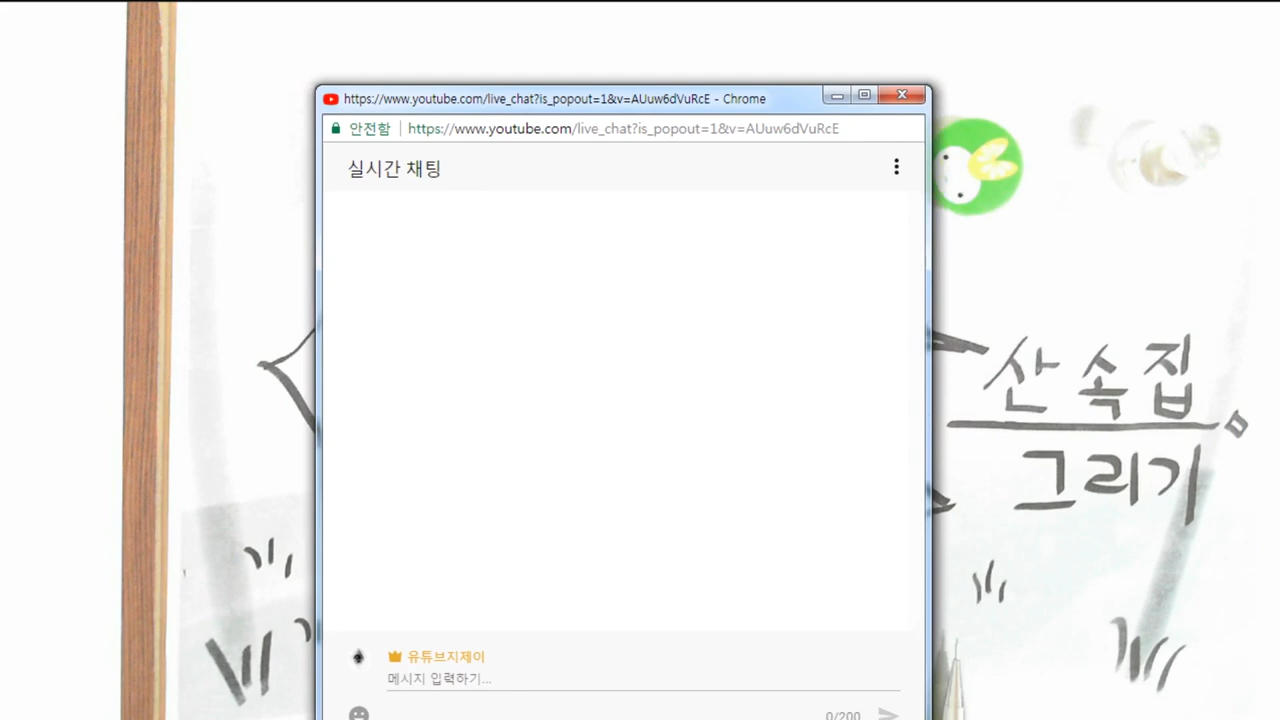 https://www.youtube.com/live_chat?is_popout=1&v=AUuw6dVuRcE - Chrome
안전함 https://www.youtube.com/live_chat?is_popout=1&v=AUuw6dVuRcE
실시간 채팅
산속집
그리기
유튜브지제이
메시지 입력하기...
0/200